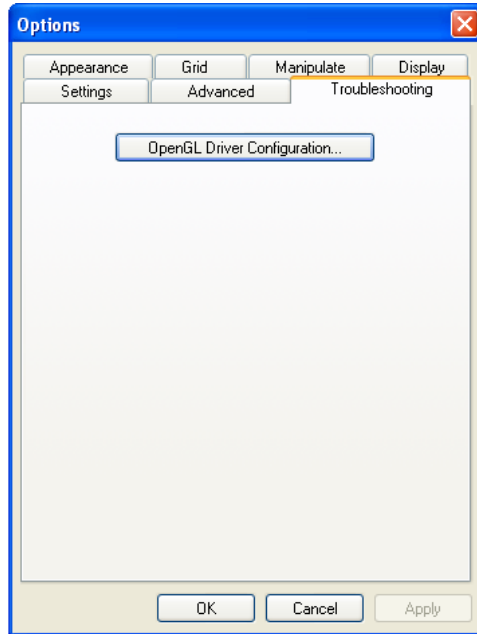 Options
Appearance Grid Manipulate Display
Settings Advanced Troubleshooting
OpenGL Driver Configuration...
OK Cancel Apply